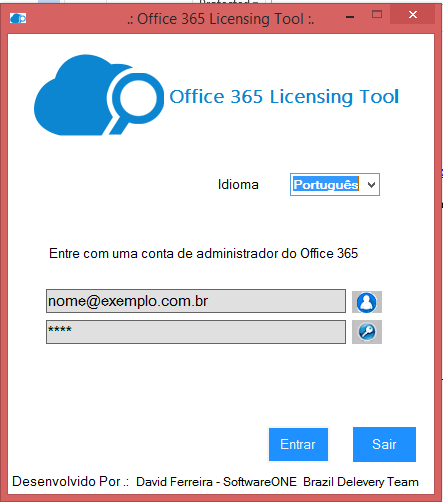 .: Office 365 Licensing Tool :.
Office 365 Licensing Tool
Idioma Português
Entre com uma conta de administrador do Office 365
nome@exemplo.com.br
****
Entrar Sair
Desenvolvido Por .: David Ferreira - SoftwareONE Brazil Delevery Team